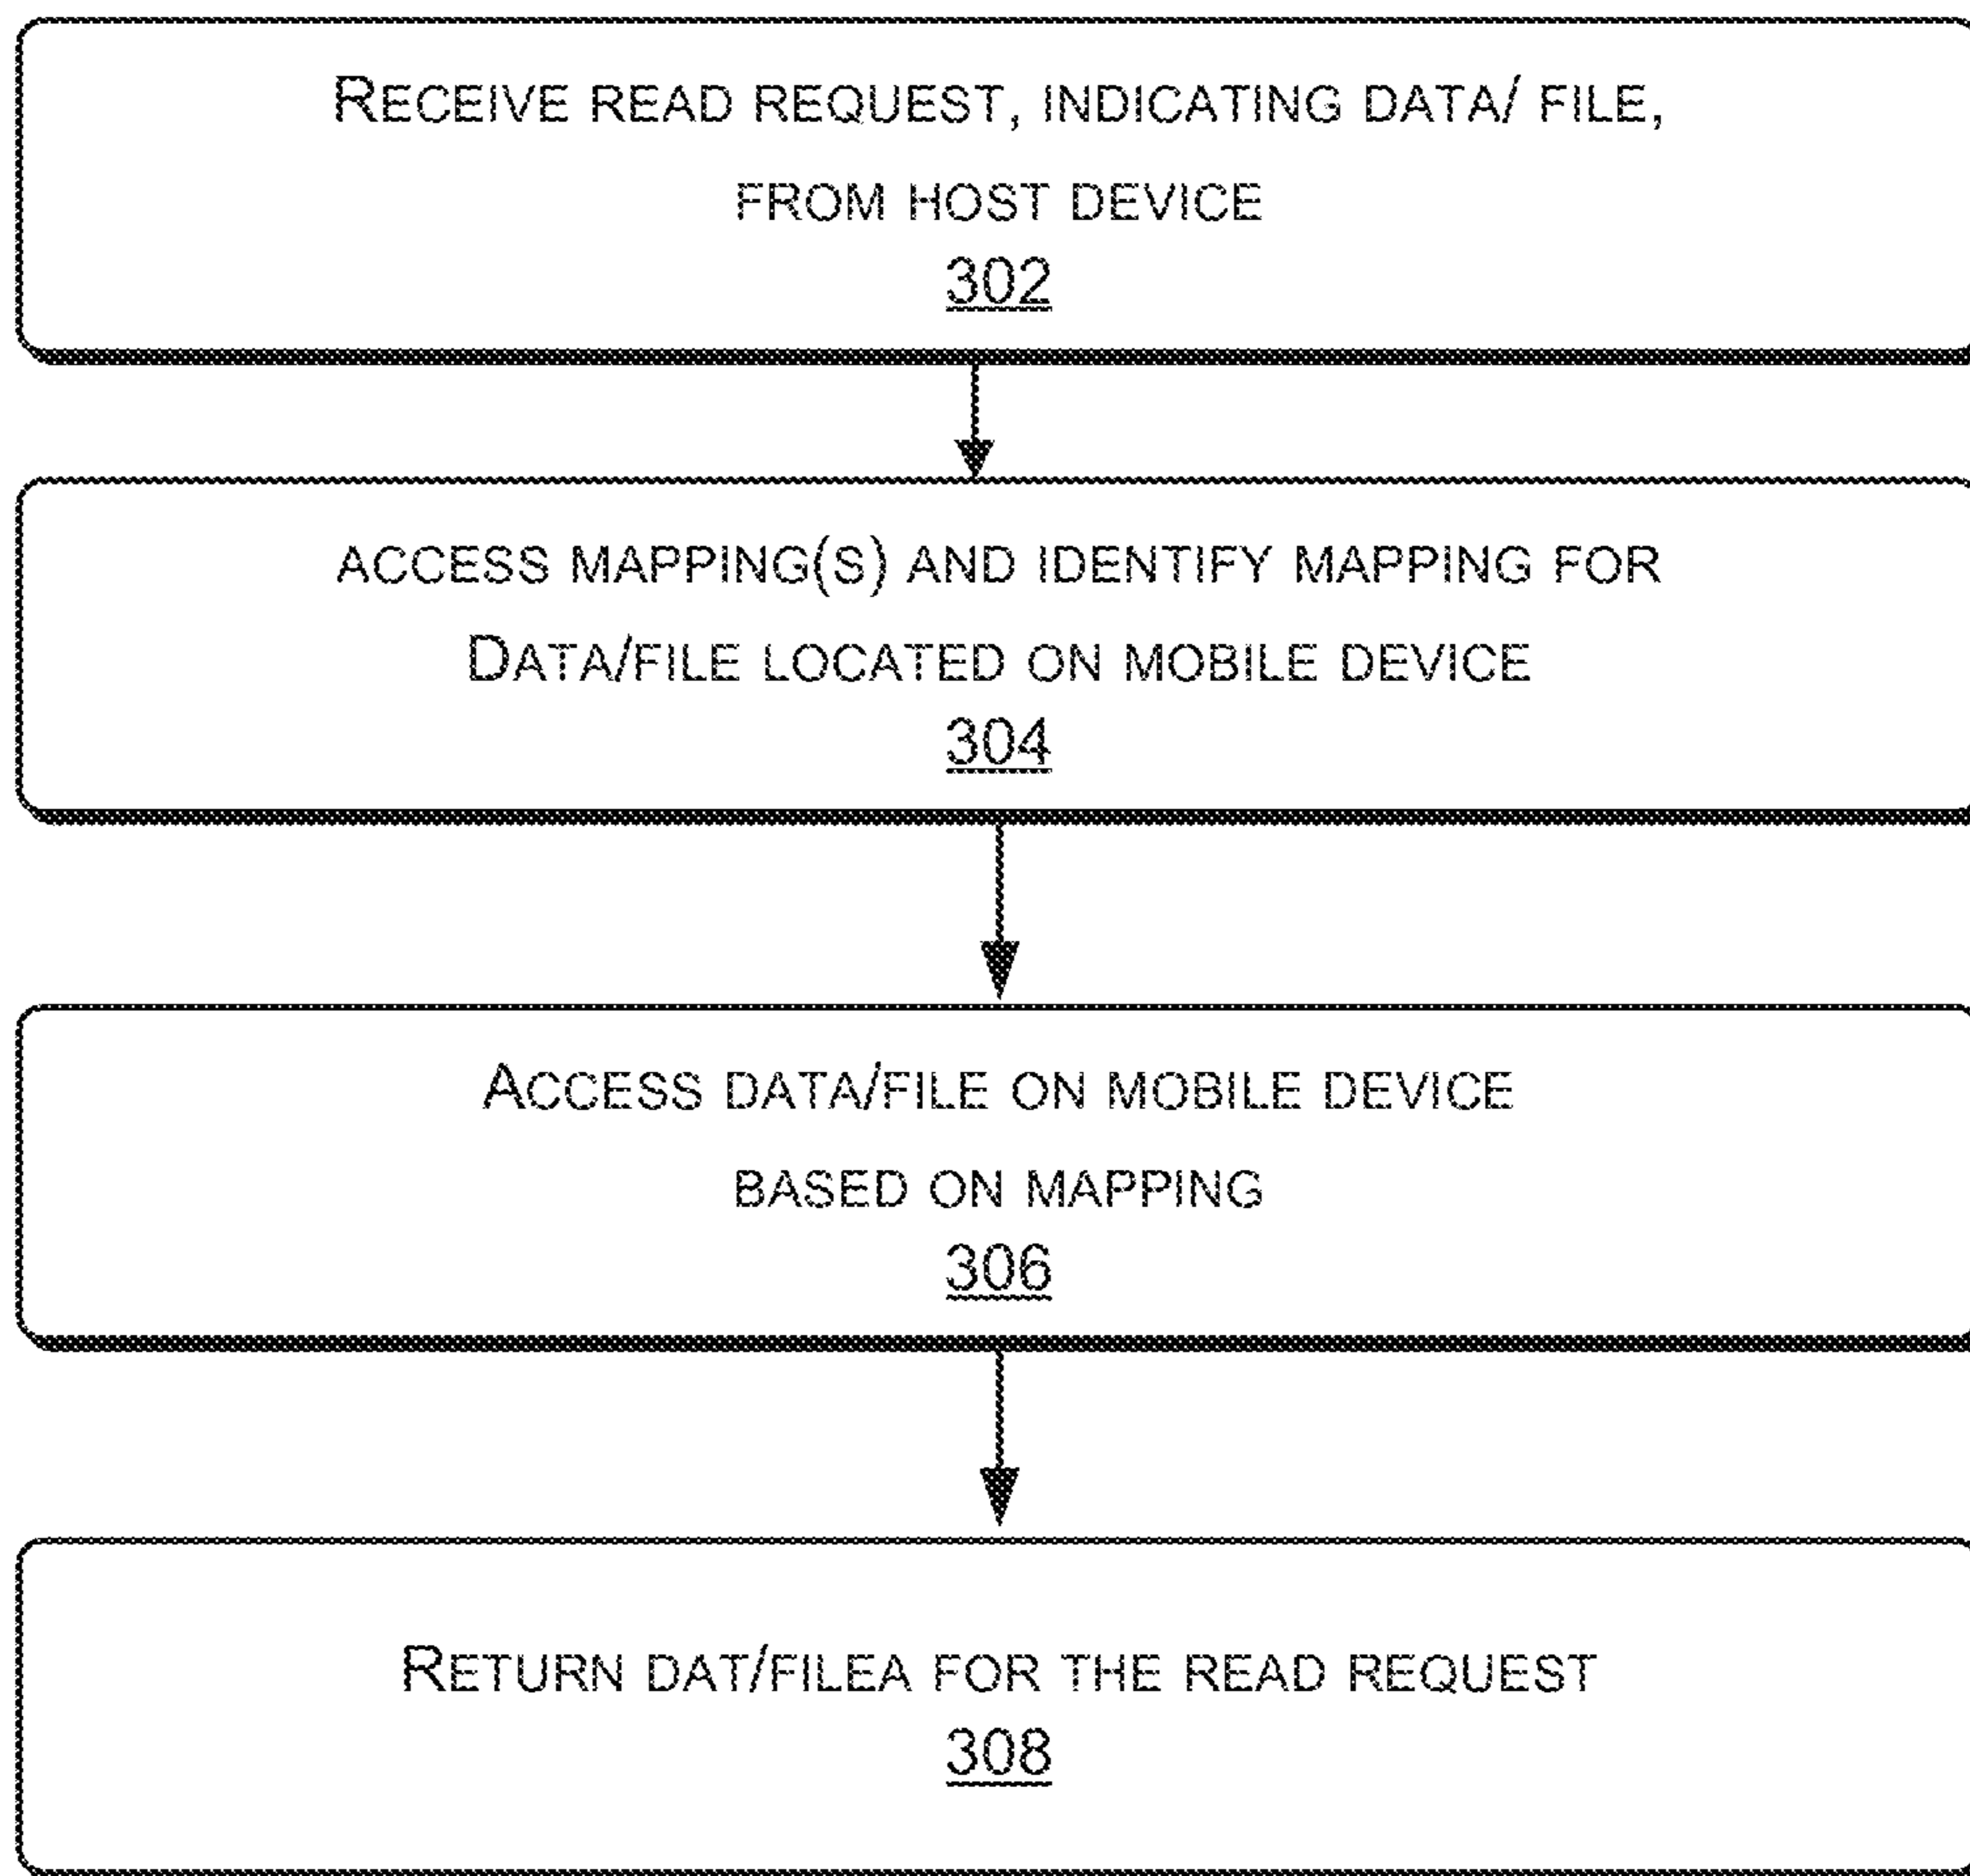 RECEIVE READ REQUEST, INDICATING DATA/ FILE,
FROM HOST DEVICE
302
ACCESS MAPPING(S) AND IDENTIFY MAPPING FOR
DATA/FILE LOCATED ON MOBILE DEVICE
304
ACCESS DATA/FILE ON MOBILE DEVICE
BASED ON MAPPING
306
RETURN DAT/FILEA FOR THE READ REQUEST
308